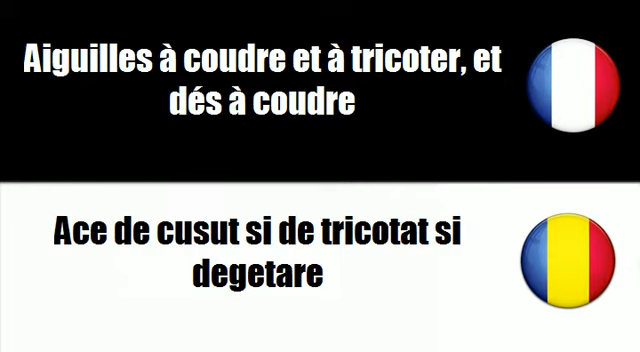 Aiguilles à coudre et à tricoter, et
dés à coudre
Ace de cusut si de tricotat si
degetare